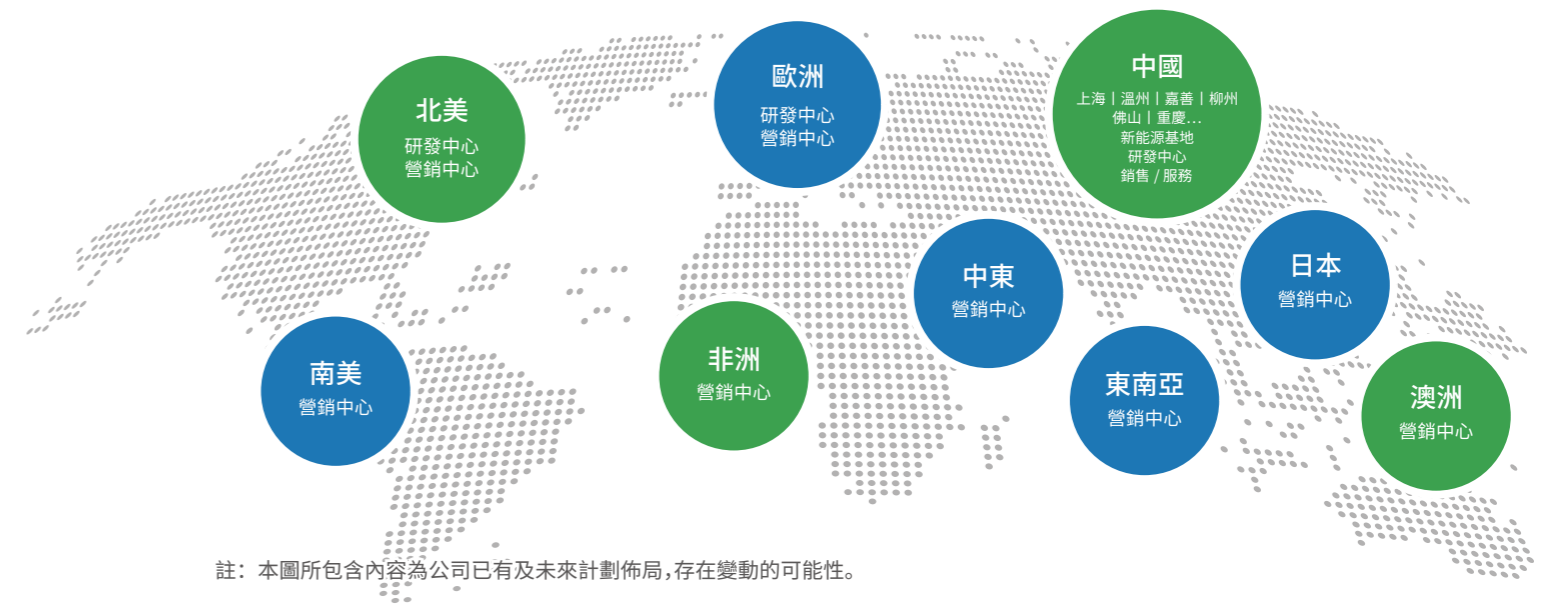 北美
研發中心
營銷中心
歐洲
研發中心
營銷中心
中國
上海丨溫州丨嘉善丨柳州
佛山丨重慶…
新能源基地
研發中心
銷售 / 服務
南美
營銷中心
非洲
營銷中心
中東
營銷中心
東南亞
營銷中心
日本
營銷中心
澳洲
營銷中心
註：本圖所包含內容為公司已有及未來計劃佈局，存在變動的可能性。